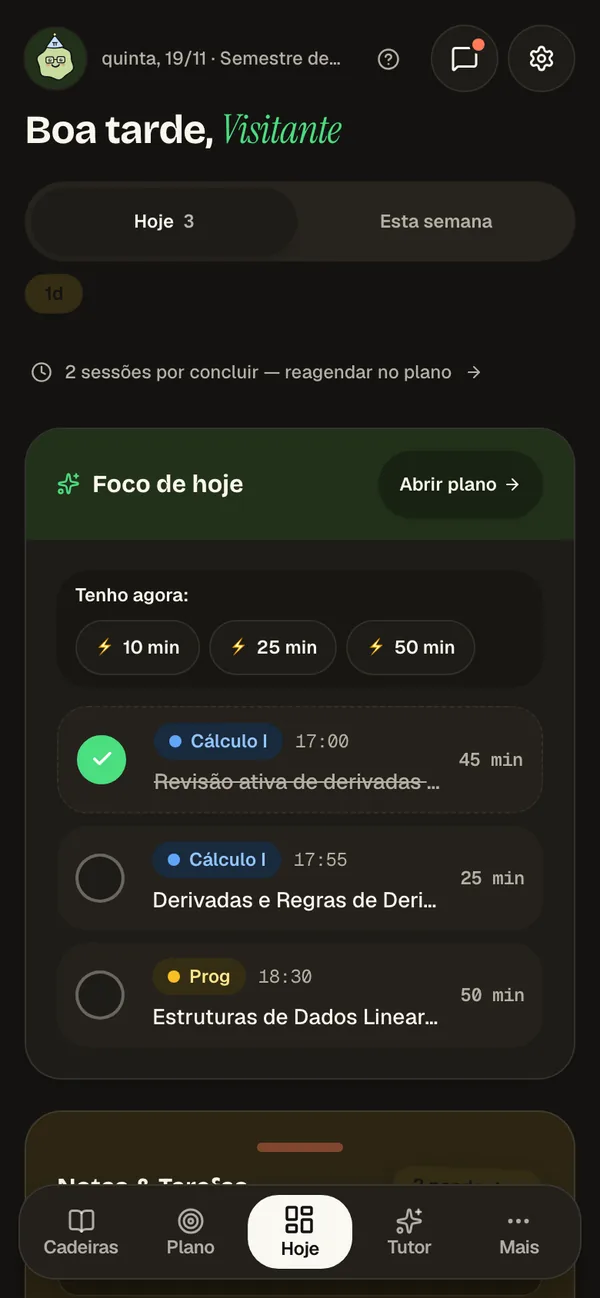 quinta, 19/11 · Semestre de...
Boa tarde, Visitante
Hoje 3
Esta semana
1d
2 sessões por concluir — reagendar no plano →
Foco de hoje
Abrir plano →
Tenho agora:
⚡ 10 min
⚡ 25 min
⚡ 50 min
Cálculo I 17:00
Revisão ativa de derivadas ...
45 min
Cálculo I 17:55
Derivadas e Regras de Deri...
25 min
Prog 18:30
Estruturas de Dados Linear...
50 min
Notas & Tarefas
Cadeiras
Plano
Hoje
Tutor
Mais